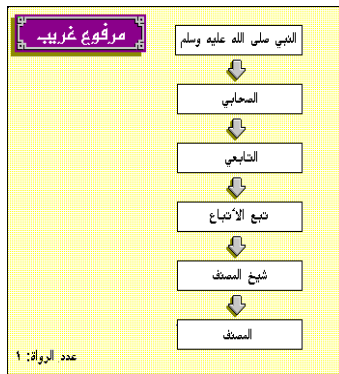 مرفوع غريب
النبي صلى الله عليه وسلم
الصحابي
التابعي
تبع الأتباع
شيخ المصنف
المصنف
عدد الرواة: ١